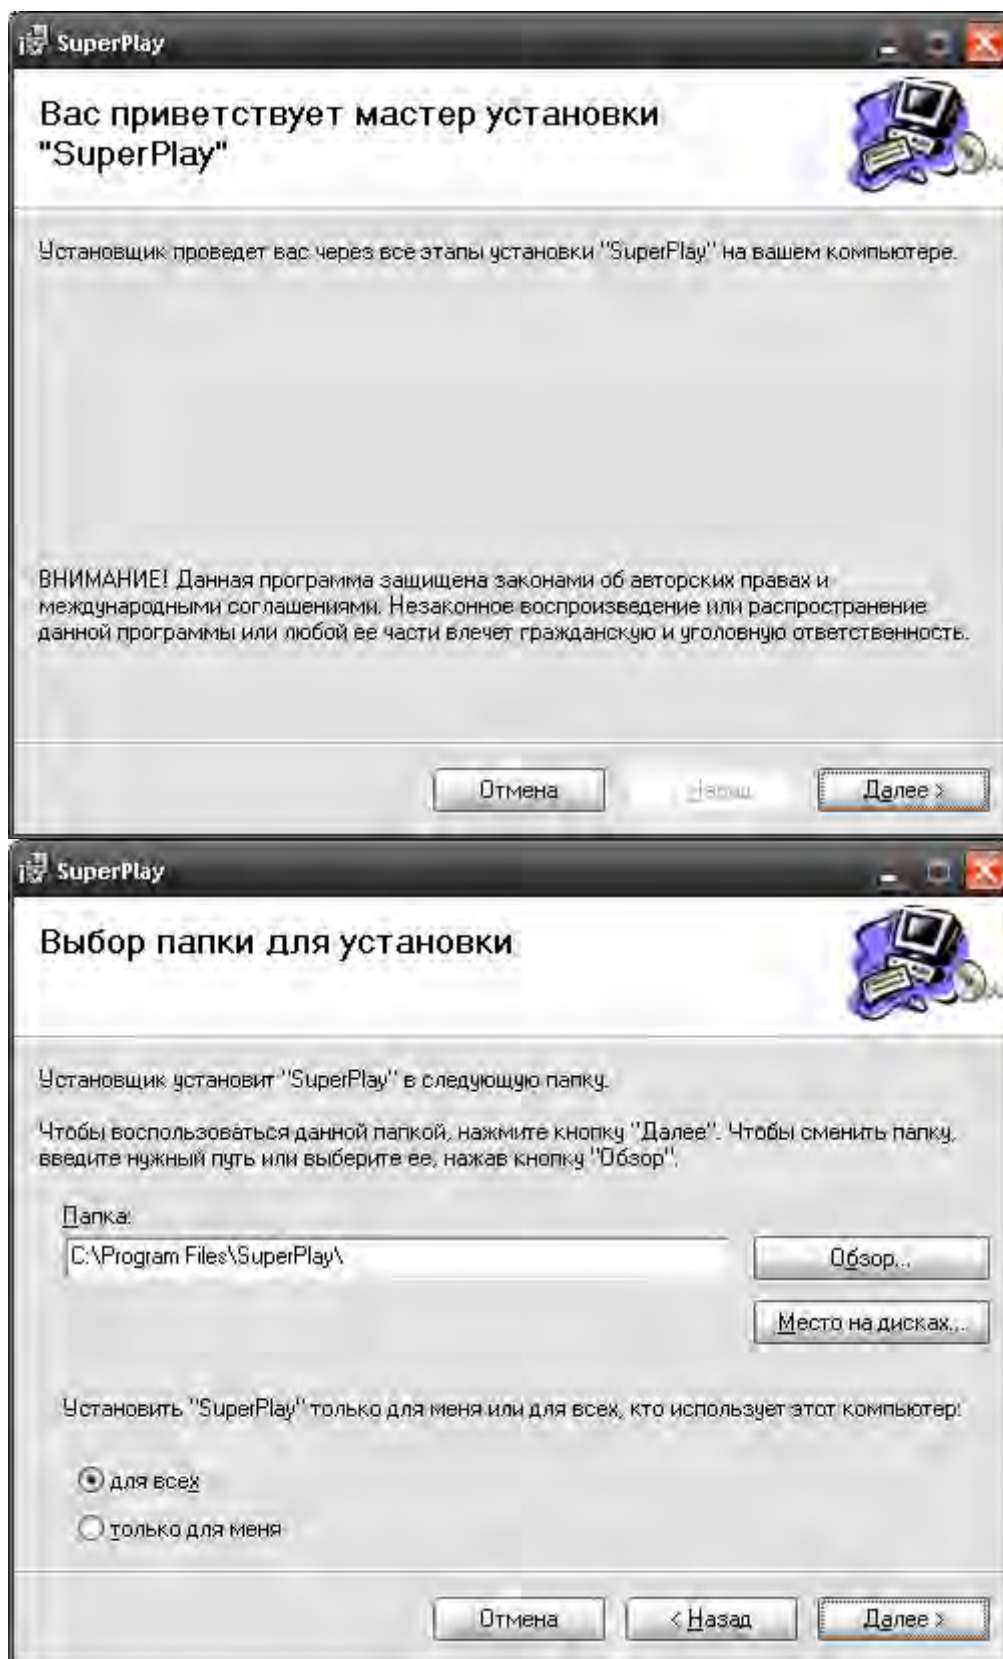 SuperPlay
Вас приветствует мастер установки
"SuperPlay"
Установщик проведет вас через все этапы установки "SuperPlay" на вашем компьютере.
ВНИМАНИЕ! Данная программа защищена законами об авторских правах и
международными соглашениями. Незаконное воспроизведение или распространение
данной программы или любой ее части влечет гражданскую и уголовную ответственность.
Отмена
Назад
Далее >
SuperPlay
Выбор папки для установки
Установщик установит "SuperPlay" в следующую папку.
Чтобы воспользоваться данной папкой, нажмите кнопку "Далее". Чтобы сменить папку,
введите нужный путь или выберите ее, нажав кнопку "Обзор".
Папка:
C:\Program Files\SuperPlay\
Обзор...
Место на дисках...
Установить "SuperPlay" только для меня или для всех, кто использует этот компьютер:
для всех
только для меня
Отмена
< Назад
Далее >